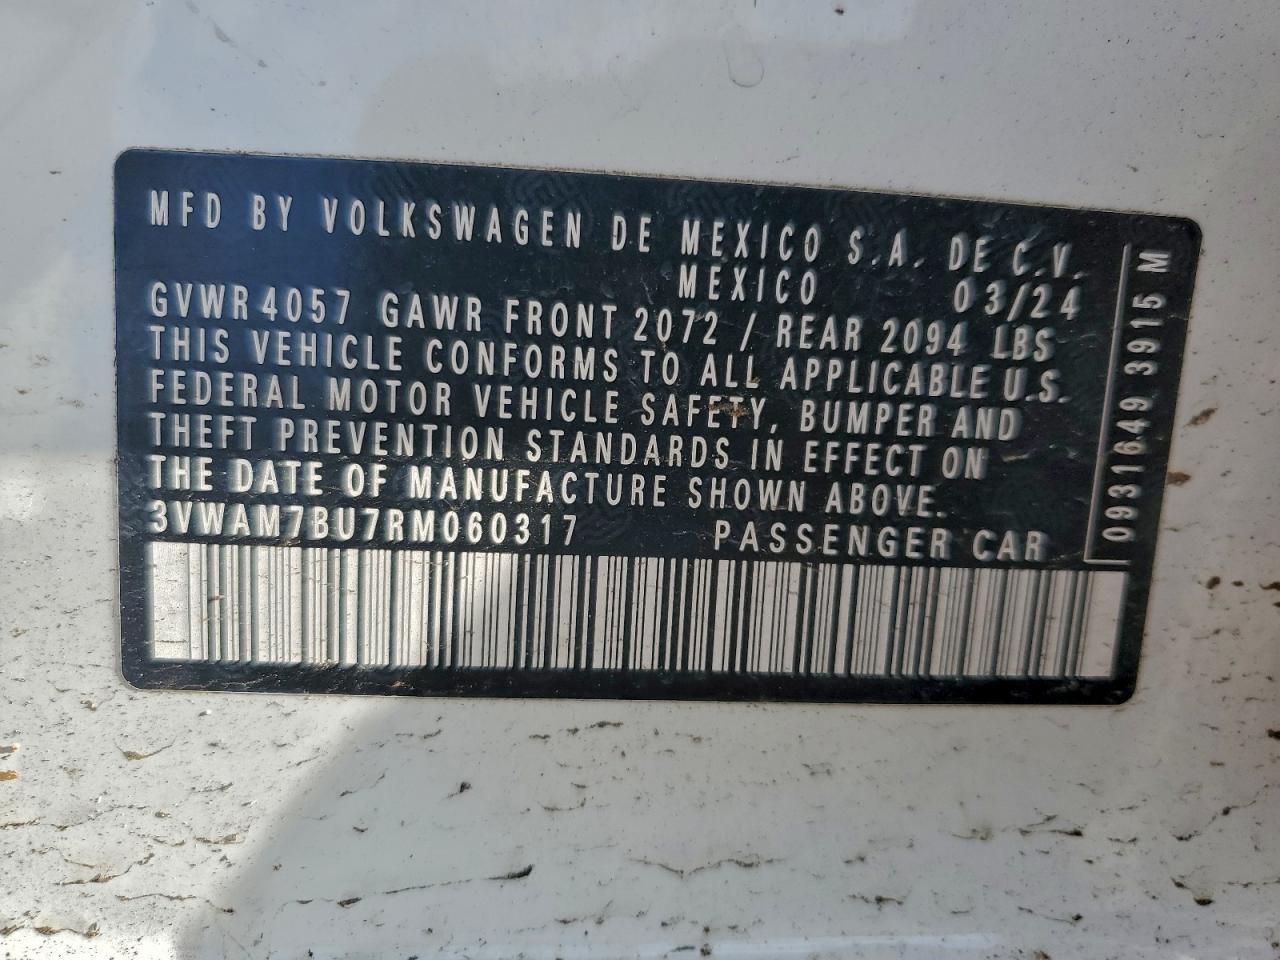 MFD BY VOLKSWAGEN DE MEXICO S.A. DE C.V.
MEXICO 03/24
GVWR 4057 GAWR FRONT 2072 / REAR 2094 LBS
THIS VEHICLE CONFORMS TO ALL APPLICABLE U.S.
FEDERAL MOTOR VEHICLE SAFETY, BUMPER AND
THEFT PREVENTION STANDARDS IN EFFECT ON
THE DATE OF MANUFACTURE SHOWN ABOVE.
3VWAM7BU7RM060317 PASSENGER CAR
0931649 3915 M